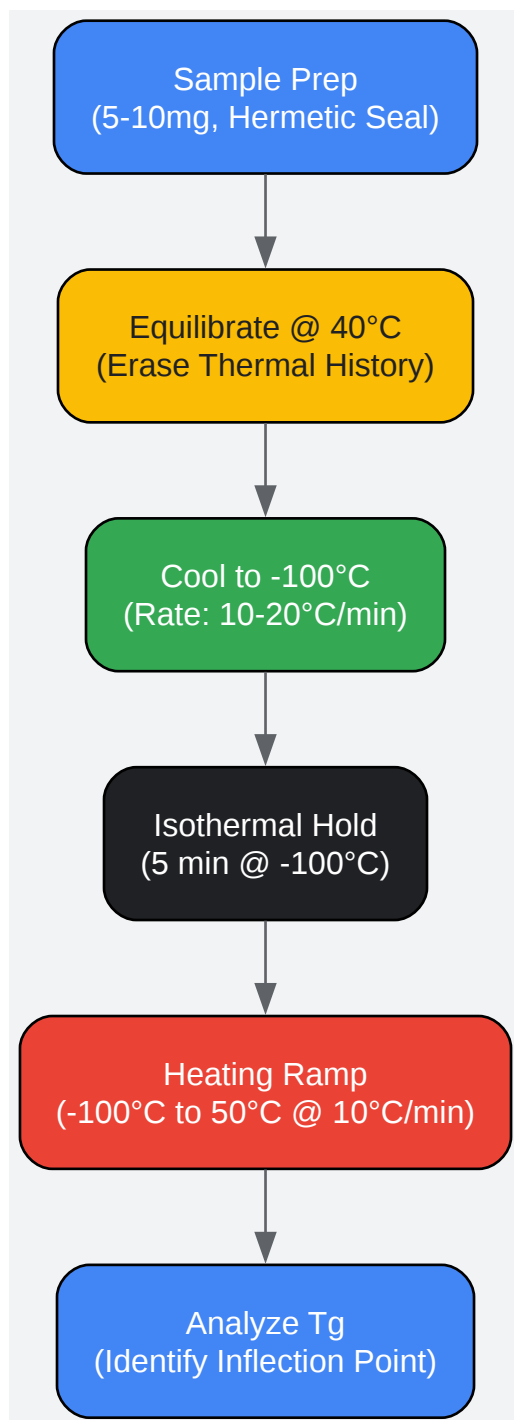 Sample Prep
(5-10mg, Hermetic Seal)
Equilibrate @ 40°C
(Erase Thermal History)
Cool to -100°C
(Rate: 10-20°C/min)
Isothermal Hold
(5 min @ -100°C)
Heating Ramp
(-100°C to 50°C @ 10°C/min)
Analyze Tg
(Identify Inflection Point)